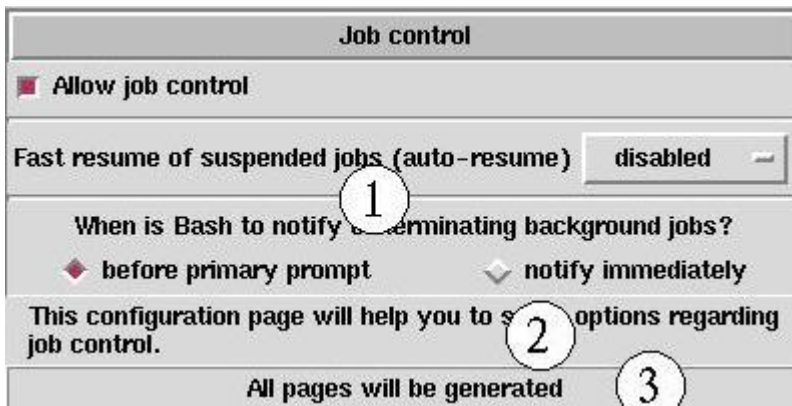 Job control
Allow job control
Fast resume of suspended jobs (auto-resume) disabled
1
When is Bash to notify terminating background jobs?
before primary prompt notify immediately
This configuration page will help you to options regarding
2
job control.
All pages will be generated 3